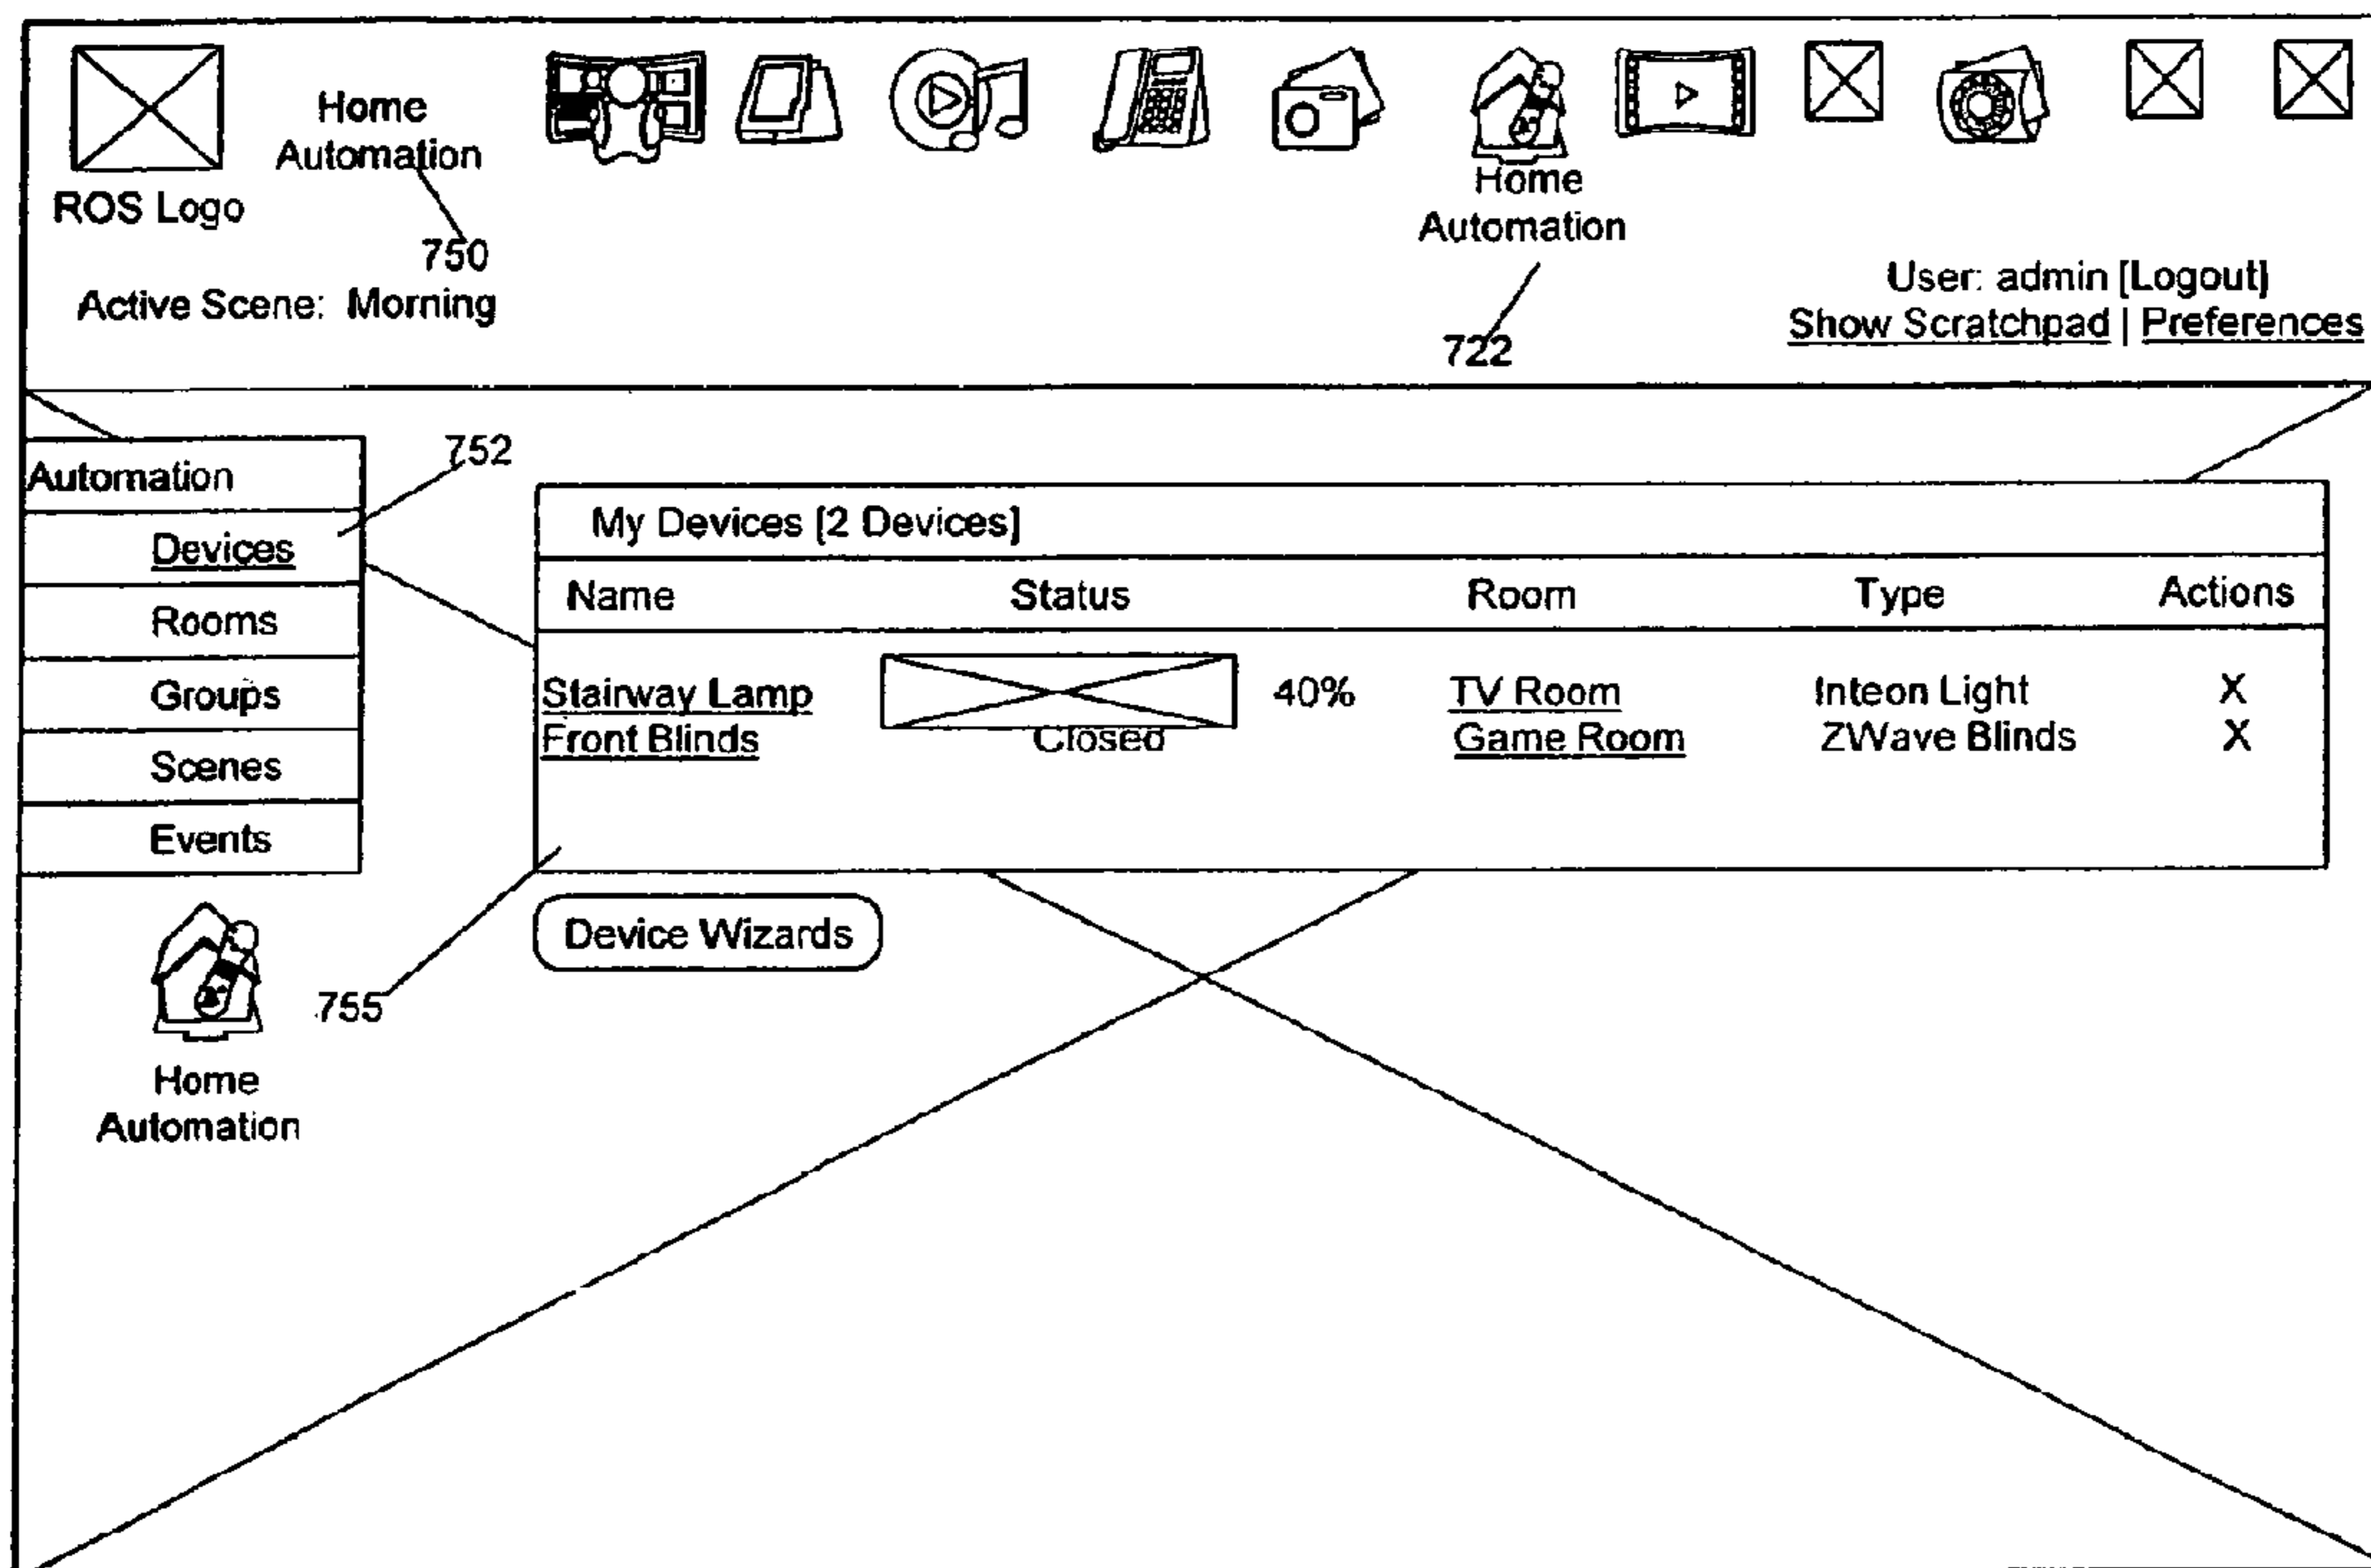 Home
Automation
ROS Logo
750
Active Scene: Morning
Home
Automation
722
User: admin [Logout]
Show Scratchpad | Preferences
752
Automation
Devices
Rooms
Groups
Scenes
Events
My Devices [2 Devices]
Name Status Room Type Actions
Stairway Lamp 40% TV Room Inteon Light X
Front Blinds Closed Game Room ZWave Blinds X
Device Wizards
755
Home
Automation